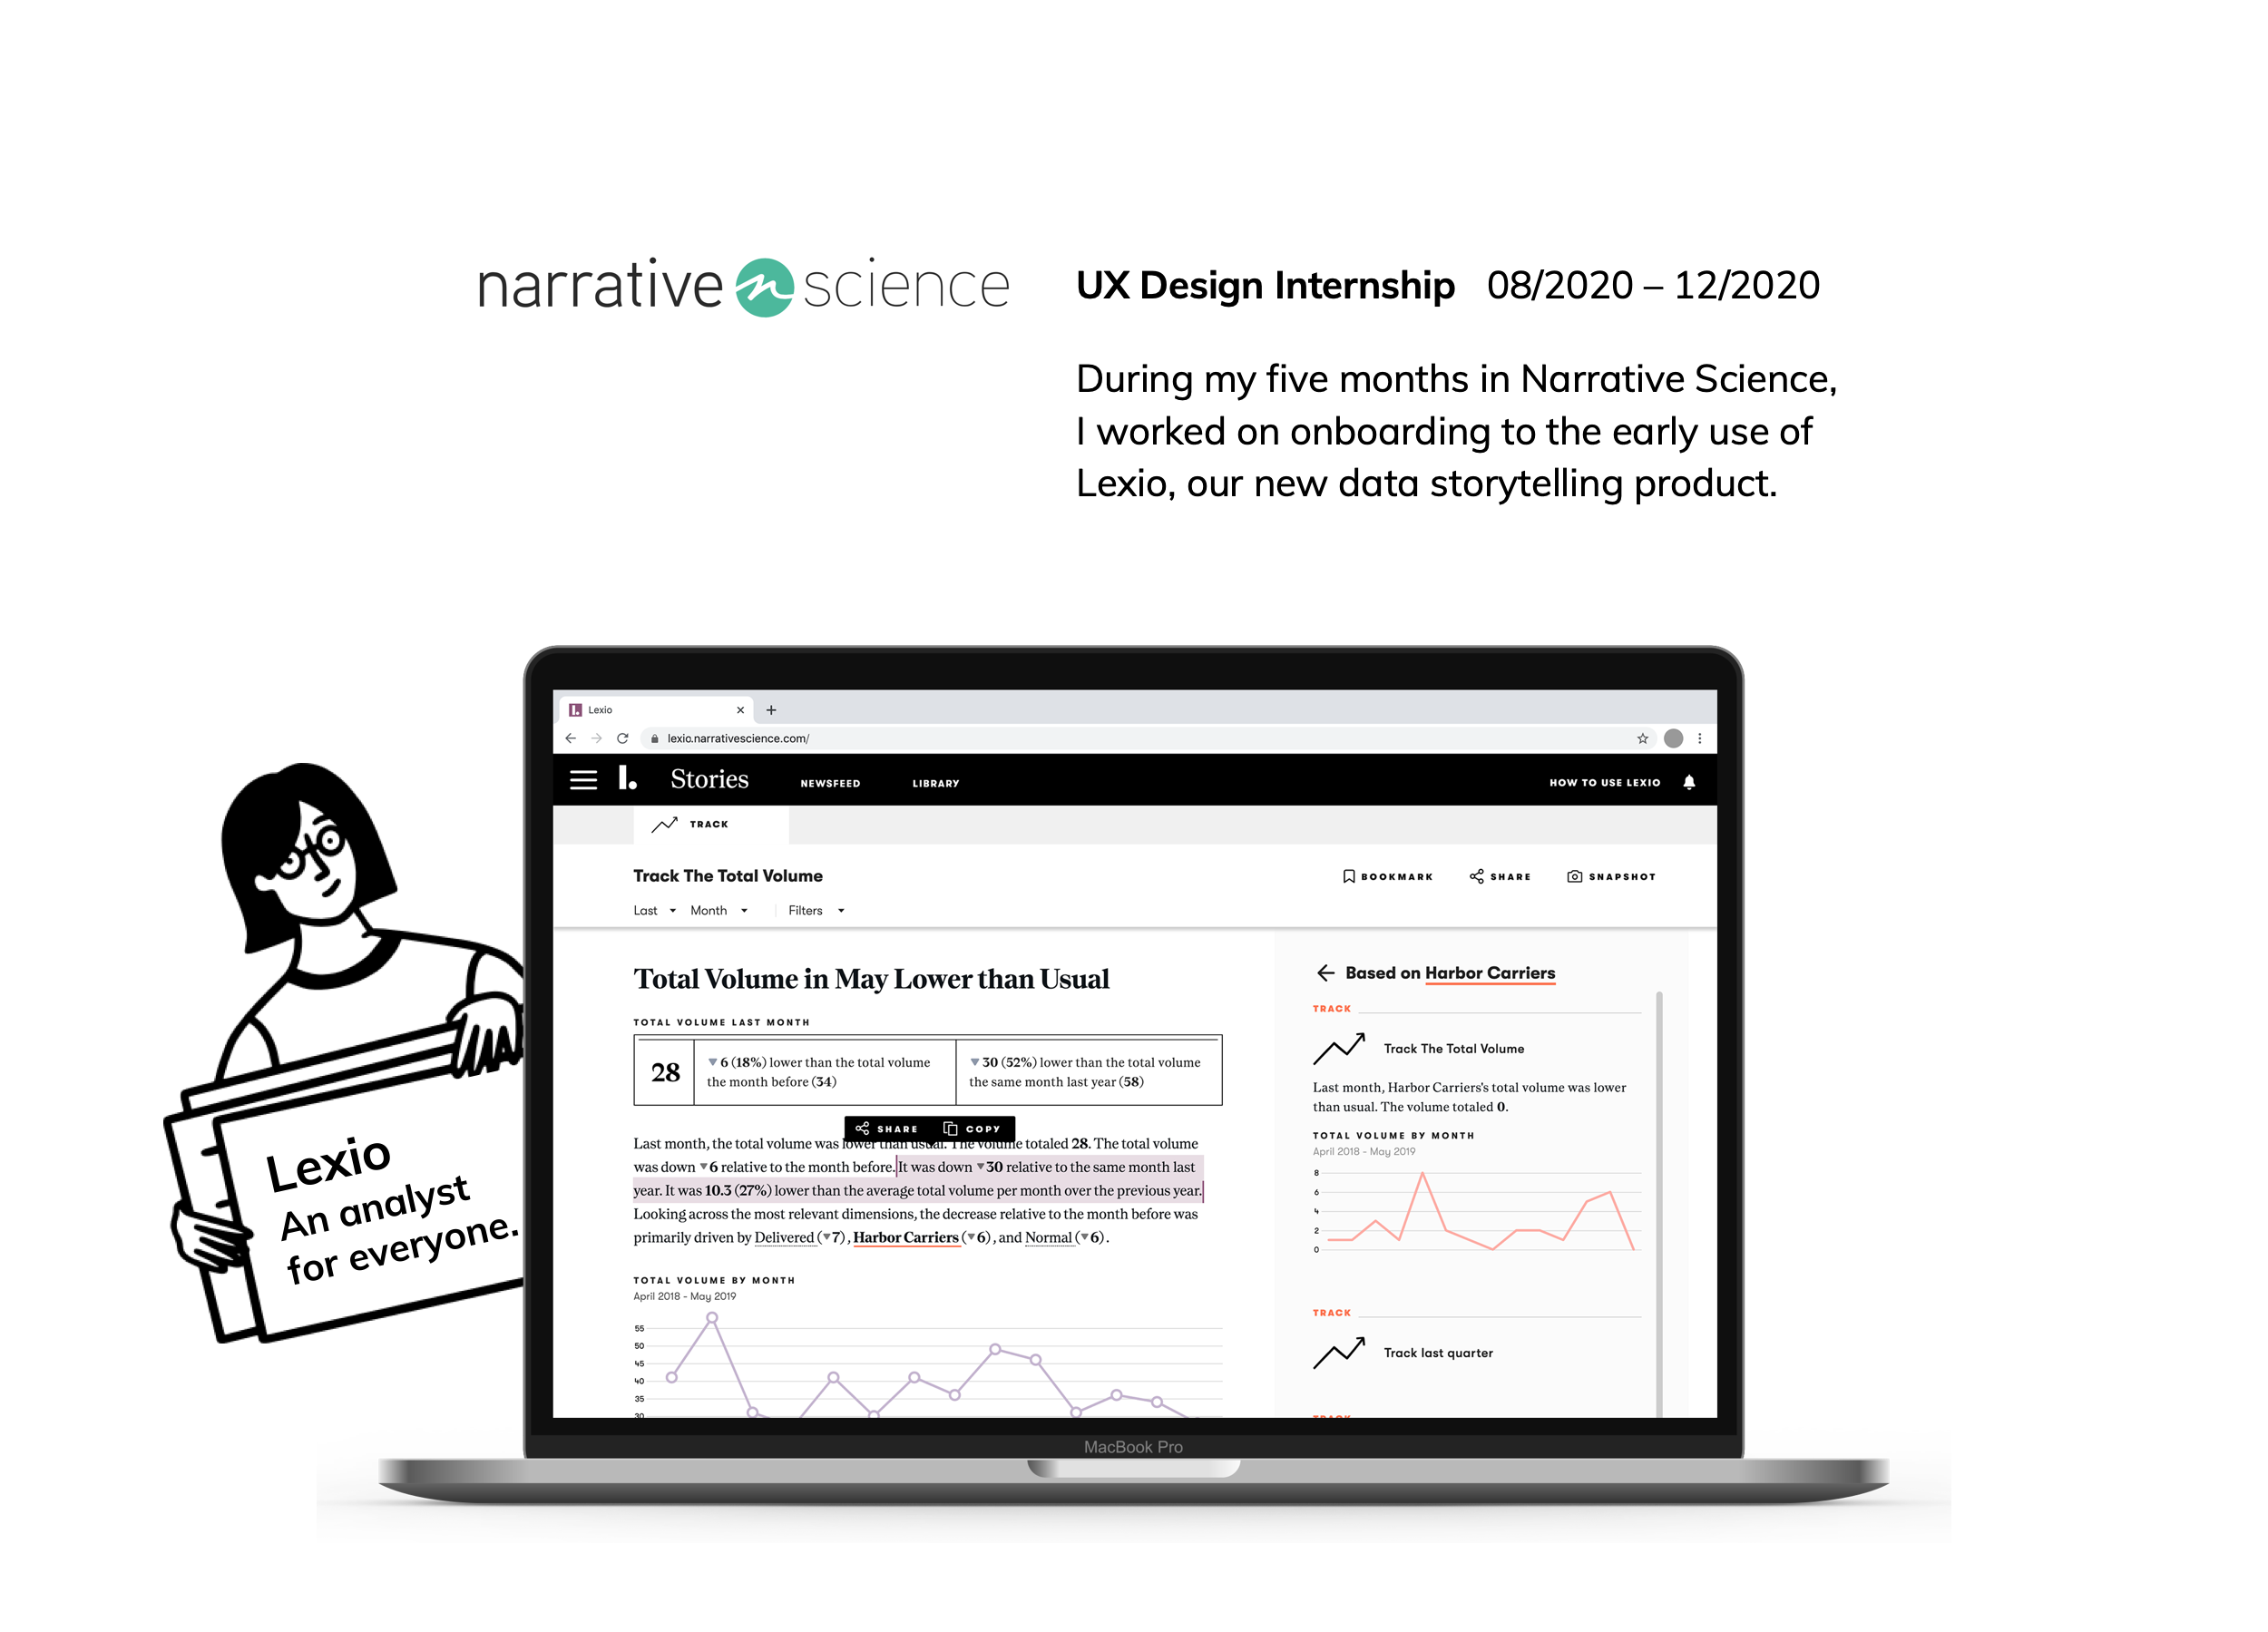 narrative science
UX Design Internship 08/2020 – 12/2020
During my five months in Narrative Science,
I worked on onboarding to the early use of
Lexio, our new data storytelling product.
Lexio
An analyst
for everyone.
Lexio
lexio.narrativescience.com/
Stories NEWSFEED LIBRARY HOW TO USE LEXIO
TRACK
Track The Total Volume
BOOKMARK SHARE SNAPSHOT
Last Month Filters
Total Volume in May Lower than Usual
TOTAL VOLUME LAST MONTH
28
▼6 (18%) lower than the total volume
the month before (34)
▼30 (52%) lower than the total volume
the same month last year (58)
SHARE COPY
Last month, the total volume was lower than usual. The volume totaled 28. The total volume
was down ▼6 relative to the month before. It was down ▼30 relative to the same month last
year. It was 10.3 (27%) lower than the average total volume per month over the previous year.
Looking across the most relevant dimensions, the decrease relative to the month before was
primarily driven by Delivered (▼7), Harbor Carriers (▼6), and Normal (▼6).
TOTAL VOLUME BY MONTH
April 2018 - May 2019
55
50
45
40
35
30
Based on Harbor Carriers
TRACK
Track The Total Volume
Last month, Harbor Carriers's total volume was lower
than usual. The volume totaled 0.
TOTAL VOLUME BY MONTH
April 2018 - May 2019
8
6
4
2
0
TRACK
Track last quarter
TRACK
MacBook Pro